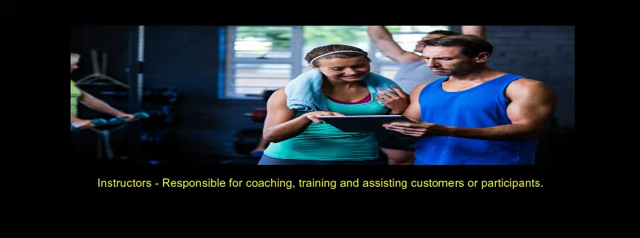 Instructors - Responsible for coaching, training and assisting customers or participants.